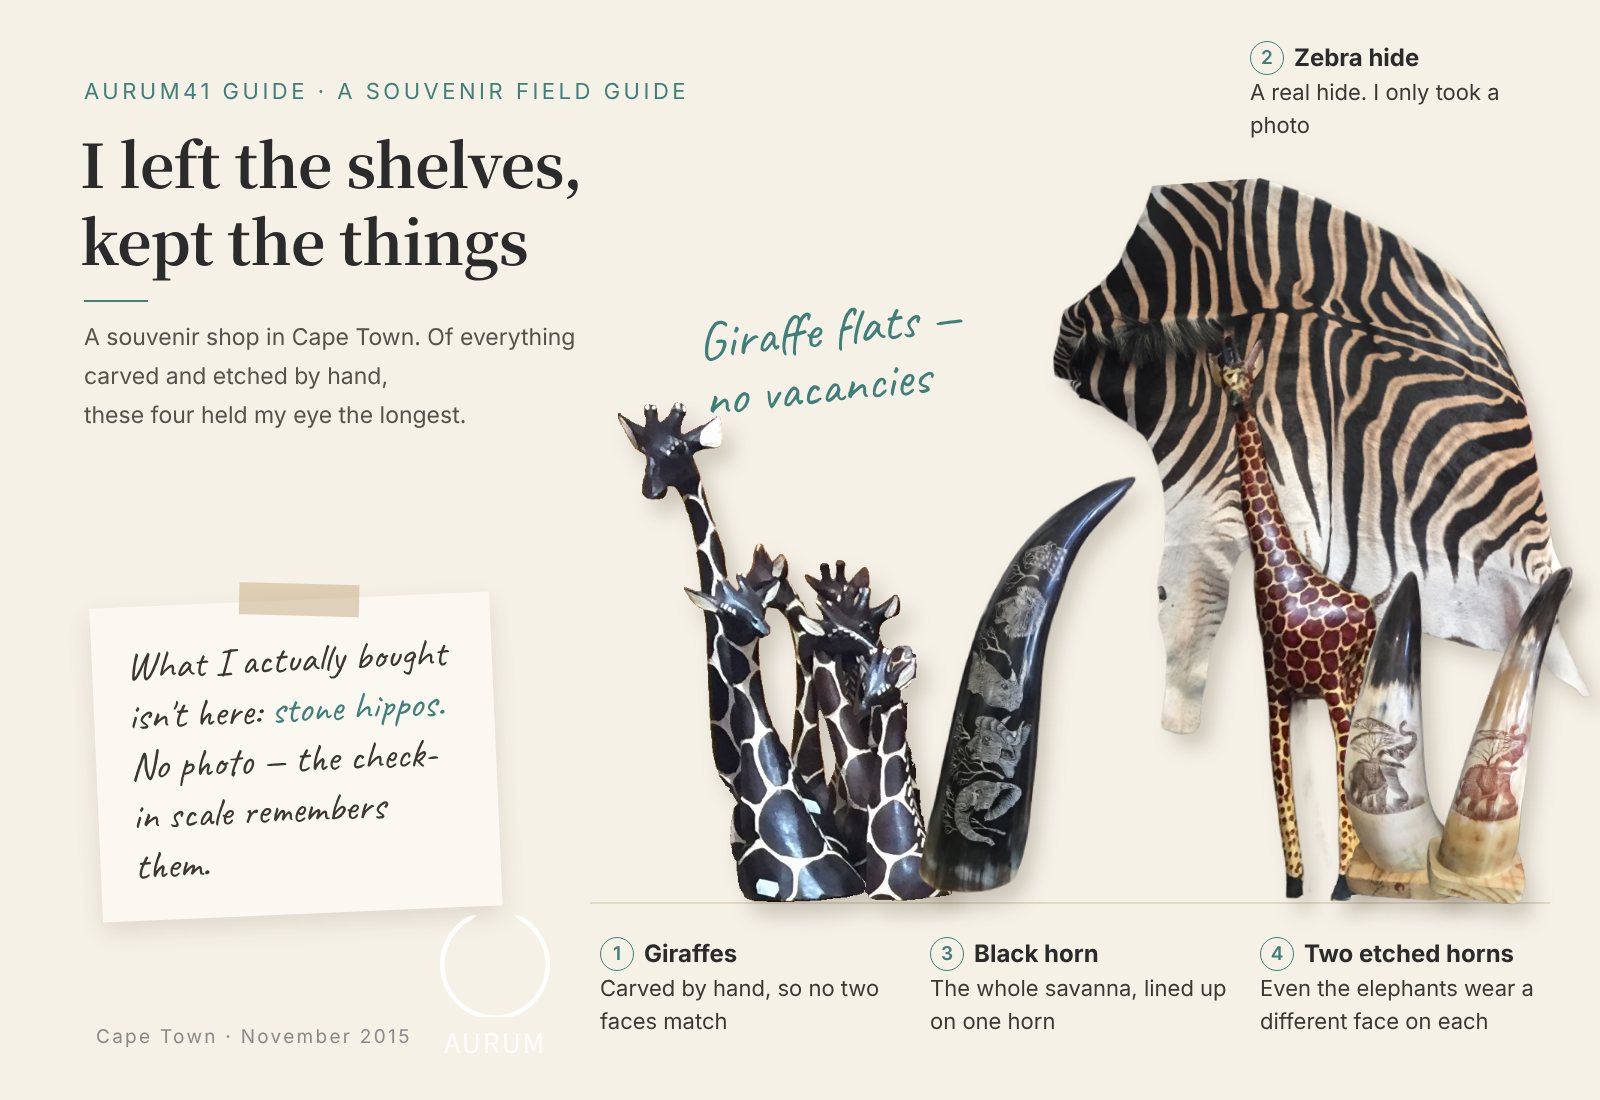 AURUM41 GUIDE · A SOUVENIR FIELD GUIDE
I left the shelves,
kept the things
A souvenir shop in Cape Town. Of everything
carved and etched by hand,
these four held my eye the longest.
2 Zebra hide
A real hide. I only took a
photo
Giraffe flats —
no vacancies
What I actually bought
isn't here: stone hippos.
No photo — the check-
in scale remembers
them.
1 Giraffes
Carved by hand, so no two
faces match
3 Black horn
The whole savanna, lined up
on one horn
4 Two etched horns
Even the elephants wear a
different face on each
Cape Town · November 2015
AURUM